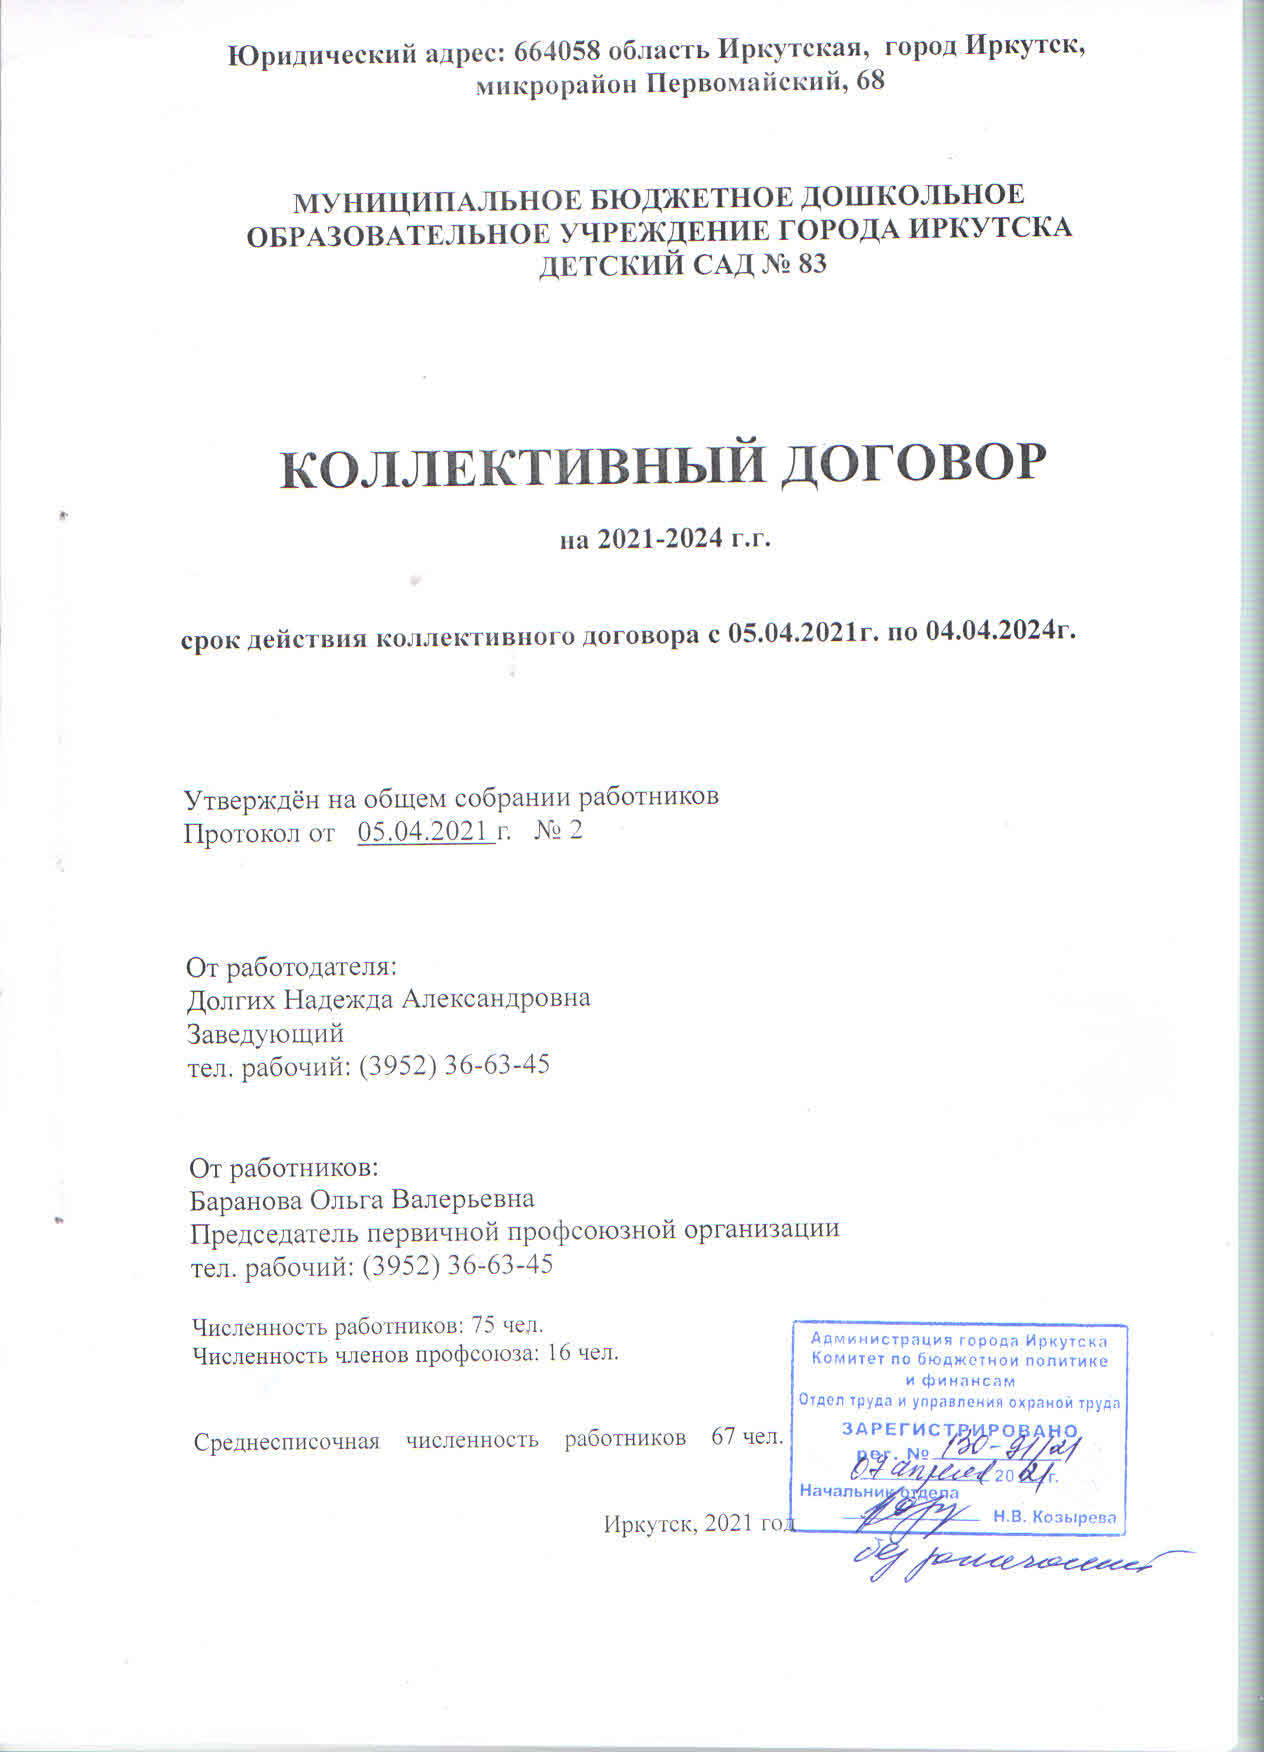 Юридический адрес: 664058 область Иркутская, город Иркутск,
микрорайон Первомайский, 68
МУНИЦИПАЛЬНОЕ БЮДЖЕТНОЕ ДОШКОЛЬНОЕ
ОБРАЗОВАТЕЛЬНОЕ УЧРЕЖДЕНИЕ ГОРОДА ИРКУТСКА
ДЕТСКИЙ САД № 83
КОЛЛЕКТИВНЫЙ ДОГОВОР
на 2021-2024 г.г.
срок действия коллективного договора с 05.04.2021г. по 04.04.2024г.
Утверждён на общем собрании работников
Протокол от 05.04.2021 г. № 2
От работодателя:
Долгих Надежда Александровна
Заведующий
тел. рабочий: (3952) 36-63-45
От работников:
Баранова Ольга Валерьевна
Председатель первичной профсоюзной организации
тел. рабочий: (3952) 36-63-45
Численность работников: 75 чел.
Численность членов профсоюза: 16 чел.
Среднесписочная численность работников 67 чел.
Администрация города Иркутска
Комитет по бюджетной политике
и финансам
Отдел труда и управления охраной труда
ЗАРЕГИСТРИРОВАНО
рег. № 130-91/21
07 апреля 2021 г.
Начальник отдела
Н.В. Козырева
без замечаний
Иркутск, 2021 год